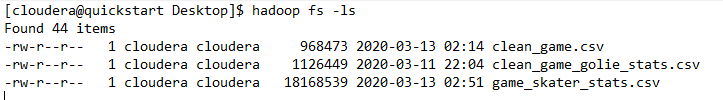 [cloudera@quickstart Desktop]$ hadoop fs -ls
Found 44 items
-rw-r--r-- 1 cloudera cloudera 968473 2020-03-13 02:14 clean_game.csv
-rw-r--r-- 1 cloudera cloudera 1126449 2020-03-11 22:04 clean_game_golie_stats.csv
-rw-r--r-- 1 cloudera cloudera 18168539 2020-03-13 02:51 game_skater_stats.csv